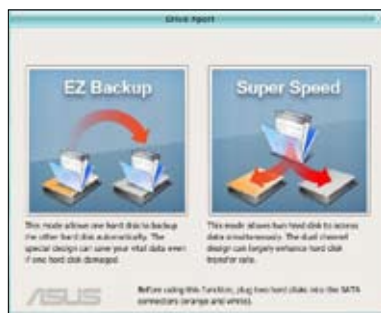 Drive Xpert
EZ Backup
Super Speed
This mode allows one hard disk to backup
the other hard disk automatically. The
special design can save your vital data even
if one hard disk damaged.
This mode allows two hard disk to access
data simultaneously. The dual channel
design can largely enhance hard disk
transfer rate.
ASUS
Before using this function, plug two hard disks into the SATA
connectors (orange and white).